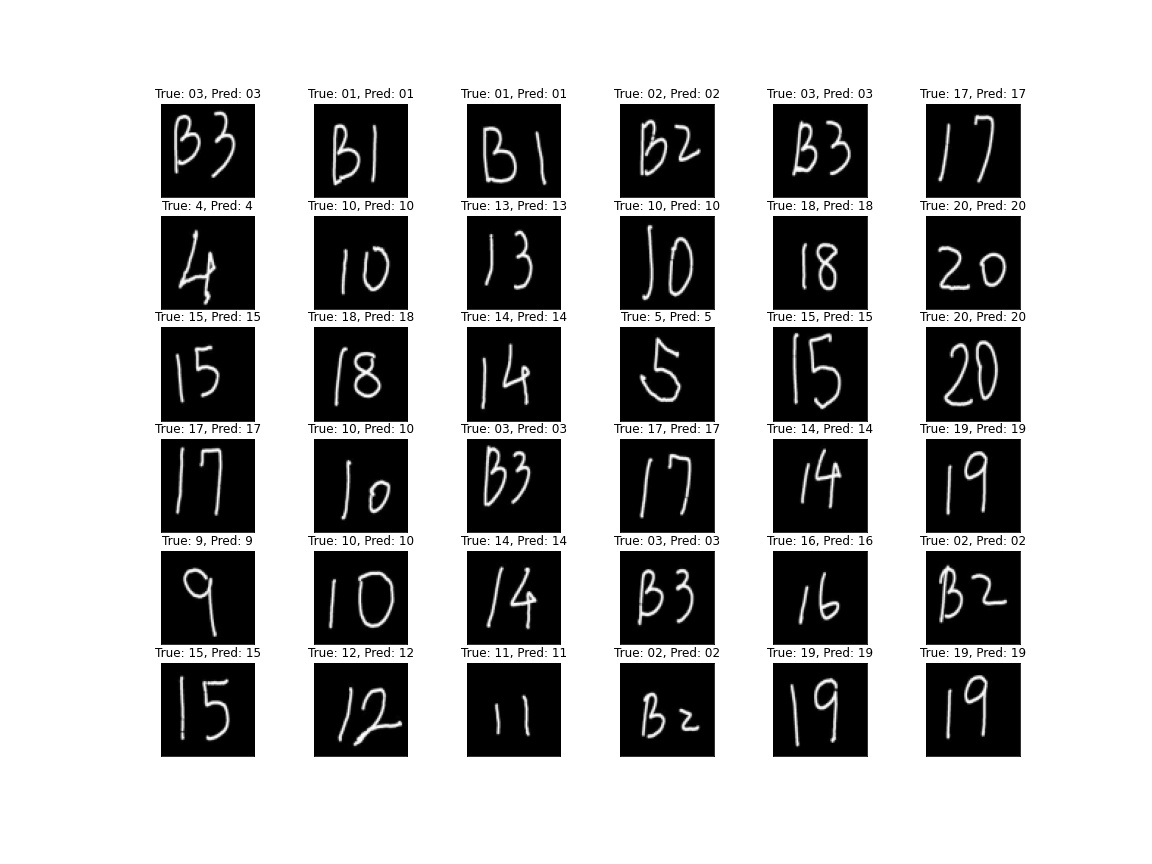 True: 03, Pred: 03 True: 01, Pred: 01 True: 01, Pred: 01 True: 02, Pred: 02 True: 03, Pred: 03 True: 17, Pred: 17
B3 B1 B1 B2 B3 17
True: 4, Pred: 4 True: 10, Pred: 10 True: 13, Pred: 13 True: 10, Pred: 10 True: 18, Pred: 18 True: 20, Pred: 20
4 10 13 10 18 20
True: 15, Pred: 15 True: 18, Pred: 18 True: 14, Pred: 14 True: 5, Pred: 5 True: 15, Pred: 15 True: 20, Pred: 20
15 18 14 5 15 20
True: 17, Pred: 17 True: 10, Pred: 10 True: 03, Pred: 03 True: 17, Pred: 17 True: 14, Pred: 14 True: 19, Pred: 19
17 10 B3 17 14 19
True: 9, Pred: 9 True: 10, Pred: 10 True: 14, Pred: 14 True: 03, Pred: 03 True: 16, Pred: 16 True: 02, Pred: 02
9 10 14 B3 16 B2
True: 15, Pred: 15 True: 12, Pred: 12 True: 11, Pred: 11 True: 02, Pred: 02 True: 19, Pred: 19 True: 19, Pred: 19
15 12 11 B2 19 19